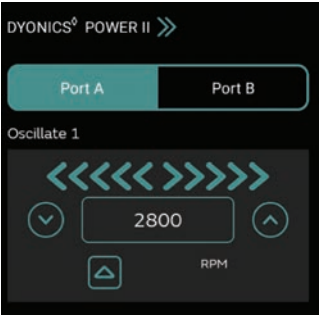 DYONICS◊ POWER II
Port A Port B
Oscillate 1
2800
RPM